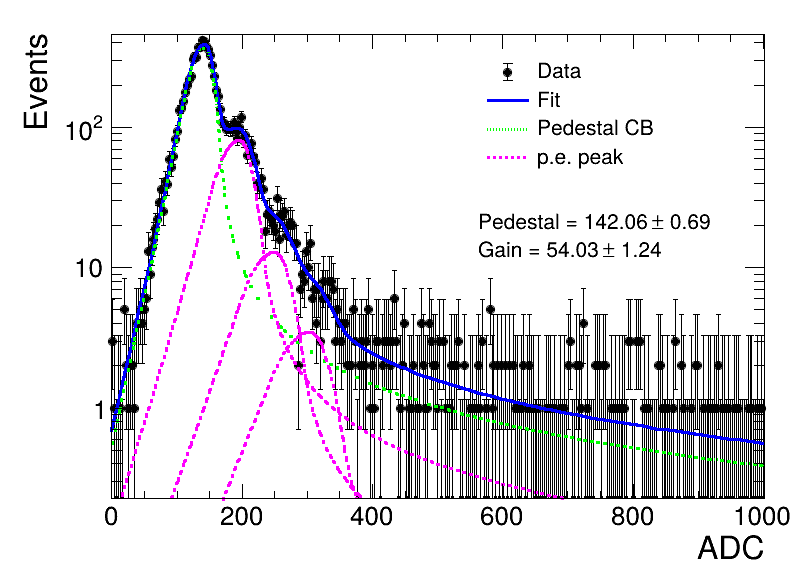 Events
10²
10
1
Data
Fit
Pedestal CB
p.e. peak
Pedestal = 142.06 ± 0.69
Gain = 54.03 ± 1.24
0 200 400 600 800 1000
ADC